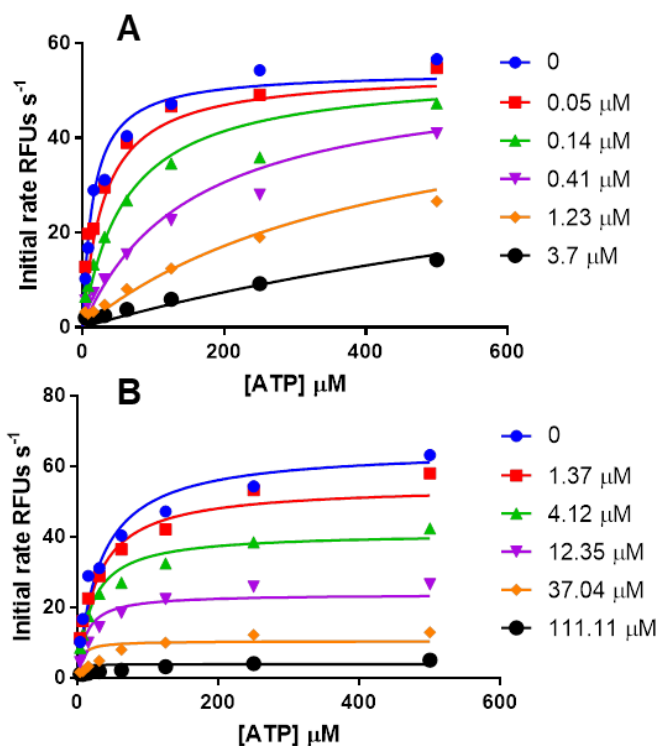 A
60
40
20
0
0
200
400
600
Initial rate RFUs s⁻¹
[ATP] μM
0
0.05 μM
0.14 μM
0.41 μM
1.23 μM
3.7 μM
B
80
60
40
20
0
0
200
400
600
Initial rate RFUs s⁻¹
[ATP] μM
0
1.37 μM
4.12 μM
12.35 μM
37.04 μM
111.11 μM